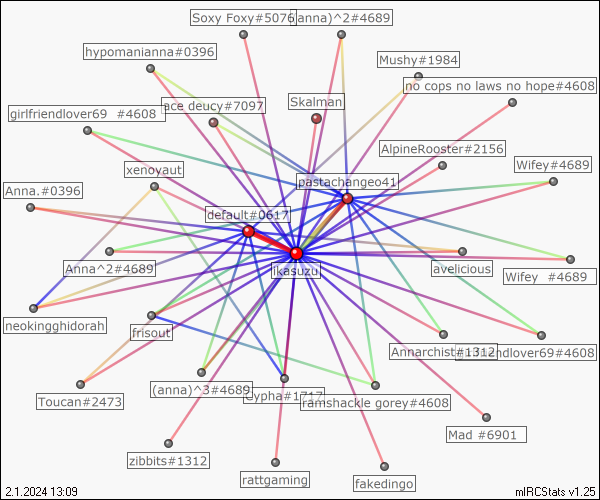 Soxy Foxy#5076
(anna)^2#4689
hypomanianna#0396
Mushy#1984
no cops no laws no hope#4608
ace deucy#7097
Skalman
girlfriendlover69 #4608
AlpineRooster#2156
xenoyaut
Wifey#4689
pastachangeo41
Anna.#0396
default#0617
Anna^2#4689
ikasuzu
avelicious
Wifey #4689
neokingghidorah
frisout
Annarchist#1312
friendlover69#4608
(anna)^3#4689
Cypha#1717
ramshackle gorey#4608
Toucan#2473
Mad #6901
zibbits#1312
rattgaming
fakedingo
2.1.2024 13:09
mIRCStats v1.25